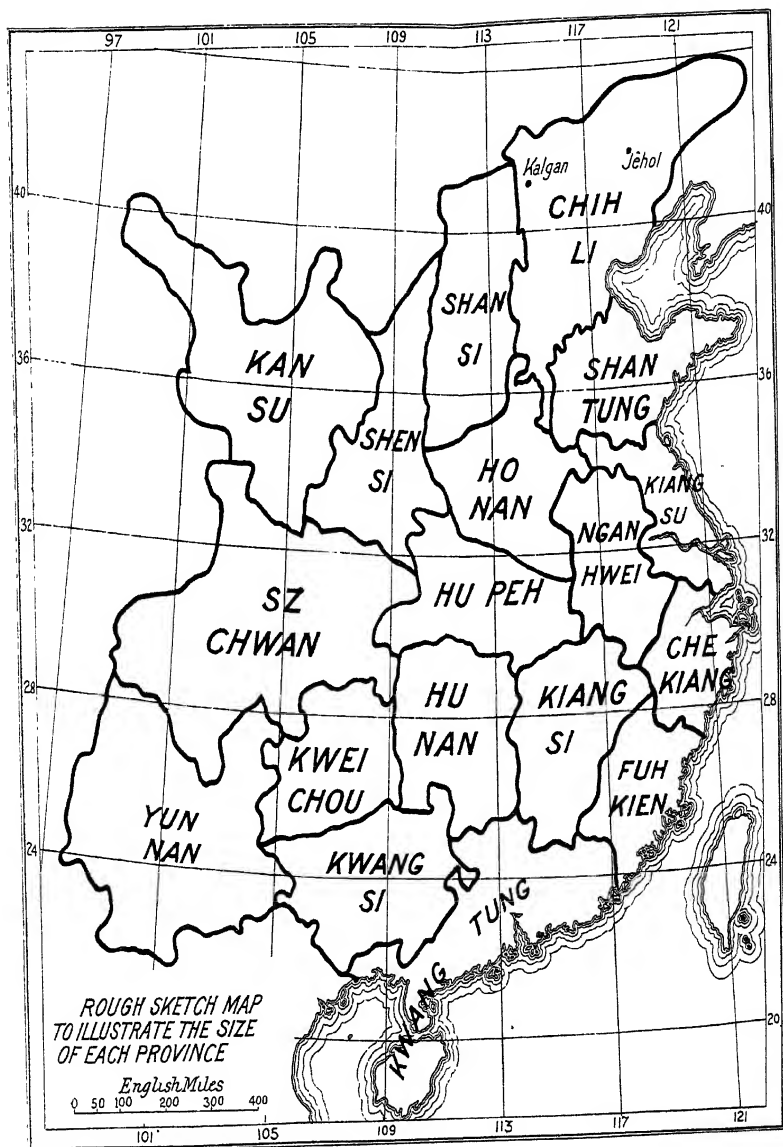 97 101 105 109 113 117 121
Kalgan
Jêhol
40
40
CHIH
LI
SHAN
SI
36
36
KAN
SU
SHAN
TUNG
SHEN
SI
HO
NAN
KIANG
SU
32
32
NGAN
HWEI
SZ
CHWAN
HU PEH
CHE
KIANG
28
28
HU
NAN
KIANG
SI
KWEI
CHOU
FUH
KIEN
YUN
NAN
24
24
KWANG
SI
KWANG TUNG
20
ROUGH SKETCH MAP
TO ILLUSTRATE THE SIZE
OF EACH PROVINCE
English Miles
0 50 100 200 300 400
101 105 109 113 117 121